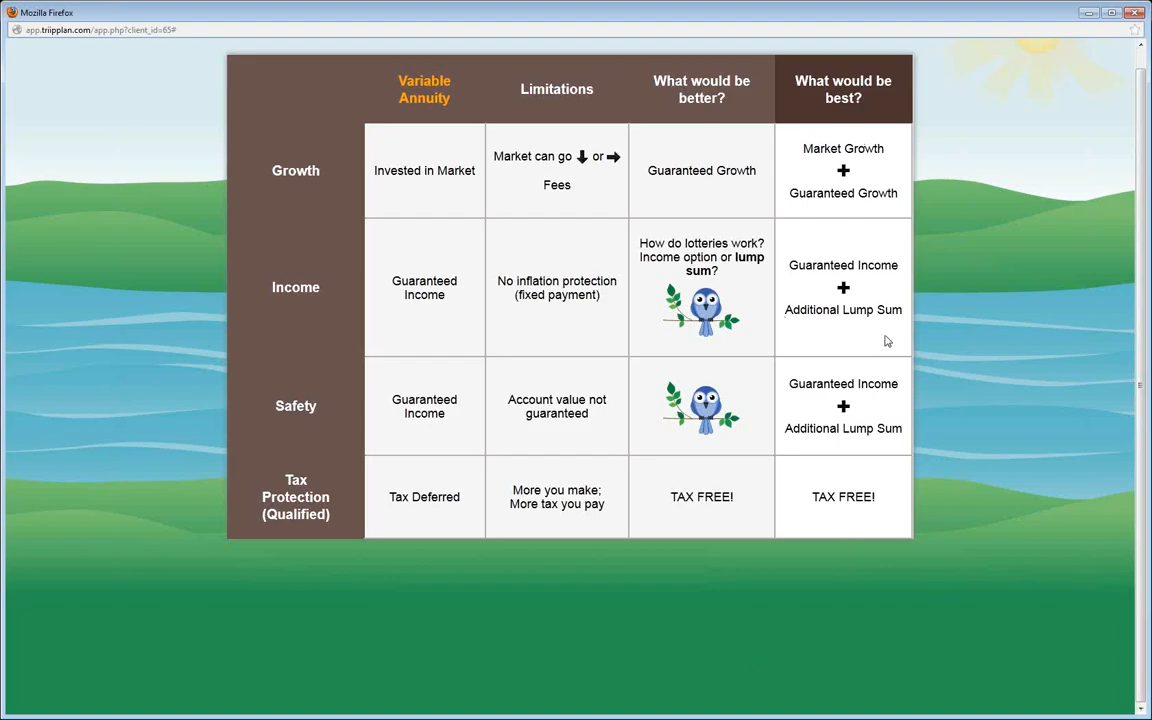 Mozilla Firefox
app.triipplan.com/app.php?client_id=65#
Variable
Annuity
Limitations
What would be
better?
What would be
best?
Growth
Invested in Market
Market can go or
Fees
Guaranteed Growth
Market Growth
+
Guaranteed Growth
Income
Guaranteed
Income
No inflation protection
(fixed payment)
How do lotteries work?
Income option or lump
sum?
Guaranteed Income
+
Additional Lump Sum
Safety
Guaranteed
Income
Account value not
guaranteed
Guaranteed Income
+
Additional Lump Sum
Tax
Protection
(Qualified)
Tax Deferred
More you make;
More tax you pay
TAX FREE!
TAX FREE!